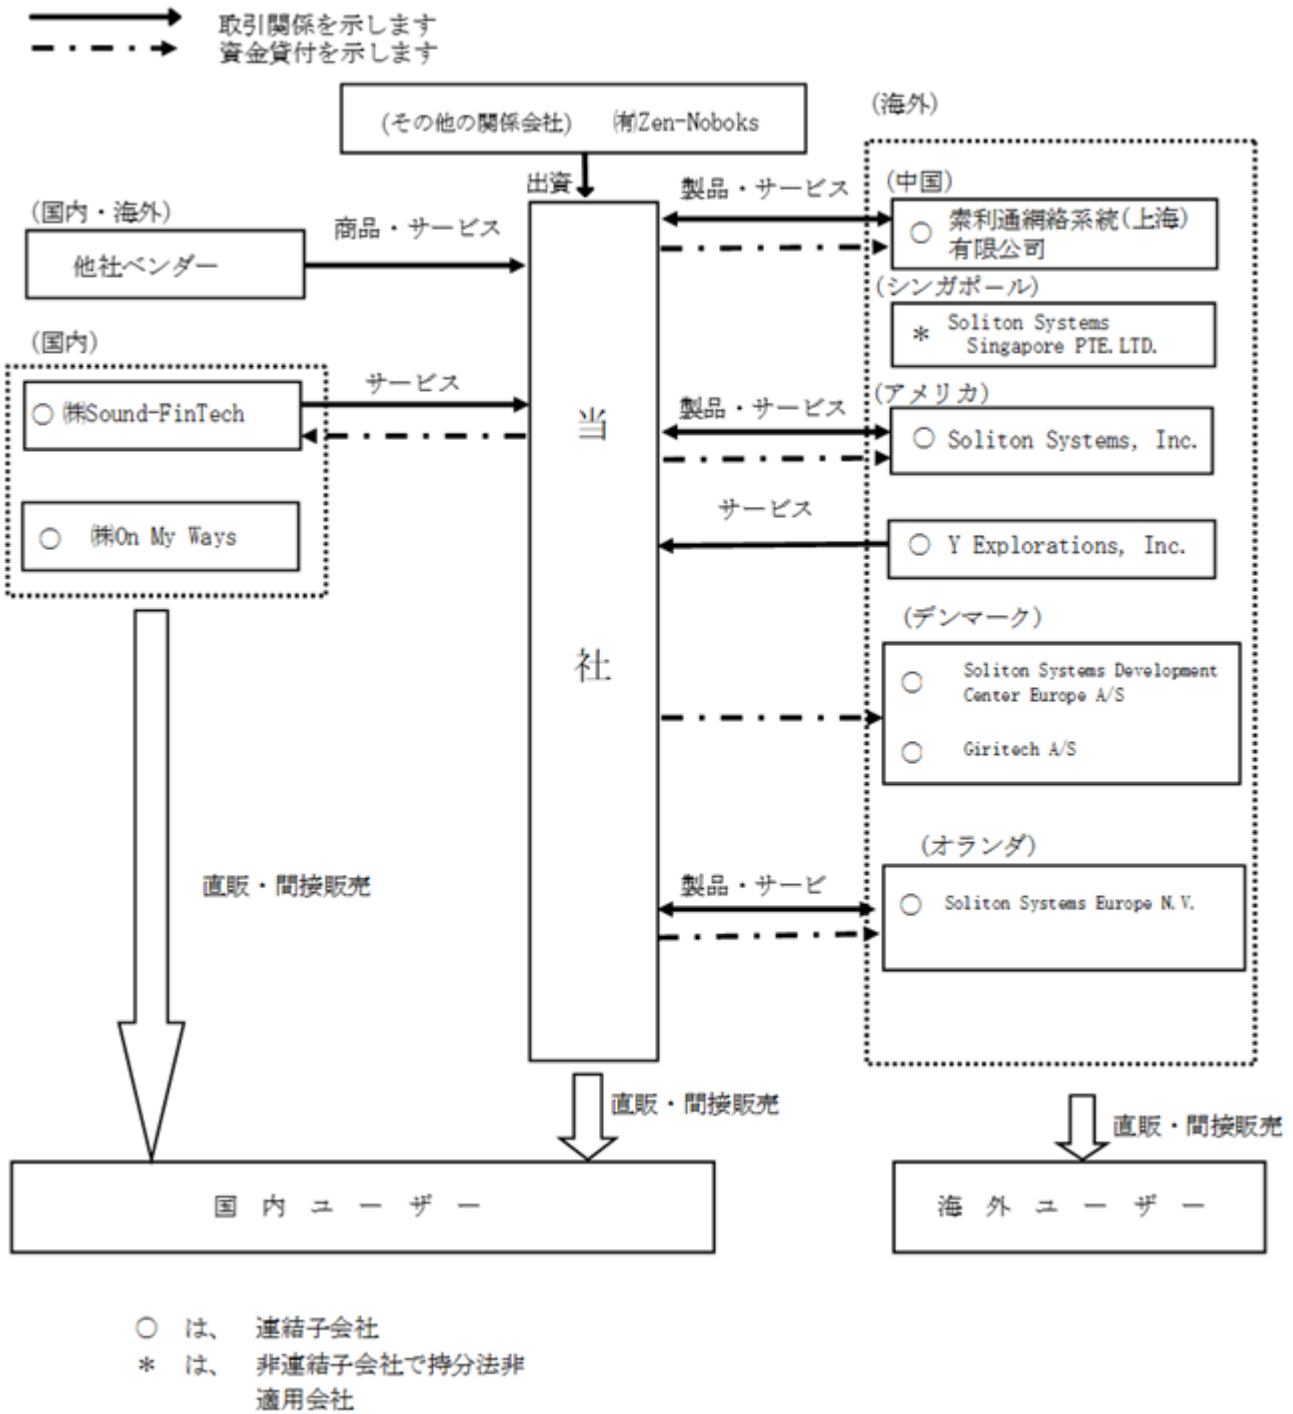 取引関係を示します
資金貸付を示します
(その他の関係会社) ㈲Zen-Noboks
(海外)
出資
製品・サービス
(中国)
○ 索利通網絡系統(上海)
有限公司
(国内・海外)
商品・サービス
他社ベンダー
(シンガポール)
* Soliton Systems
Singapore PTE.LTD.
(国内)
サービス
○ ㈱Sound-FinTech
○ ㈱On My Ways
当
社
(アメリカ)
製品・サービス
○ Soliton Systems, Inc.
サービス
○ Y Explorations, Inc.
(デンマーク)
○ Soliton Systems Development
Center Europe A/S
○ Giritech A/S
(オランダ)
製品・サービ
○ Soliton Systems Europe N.V.
直販・間接販売
直販・間接販売
直販・間接販売
国内ユーザー
海外ユーザー
○ は、 連結子会社
* は、 非連結子会社で持分法非
適用会社